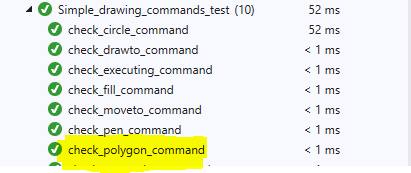 Simple_drawing_commands_test (10) 52 ms
check_circle_command 52 ms
check_drawto_command < 1 ms
check_executing_command < 1 ms
check_fill_command < 1 ms
check_moveto_command < 1 ms
check_pen_command < 1 ms
check_polygon_command < 1 ms